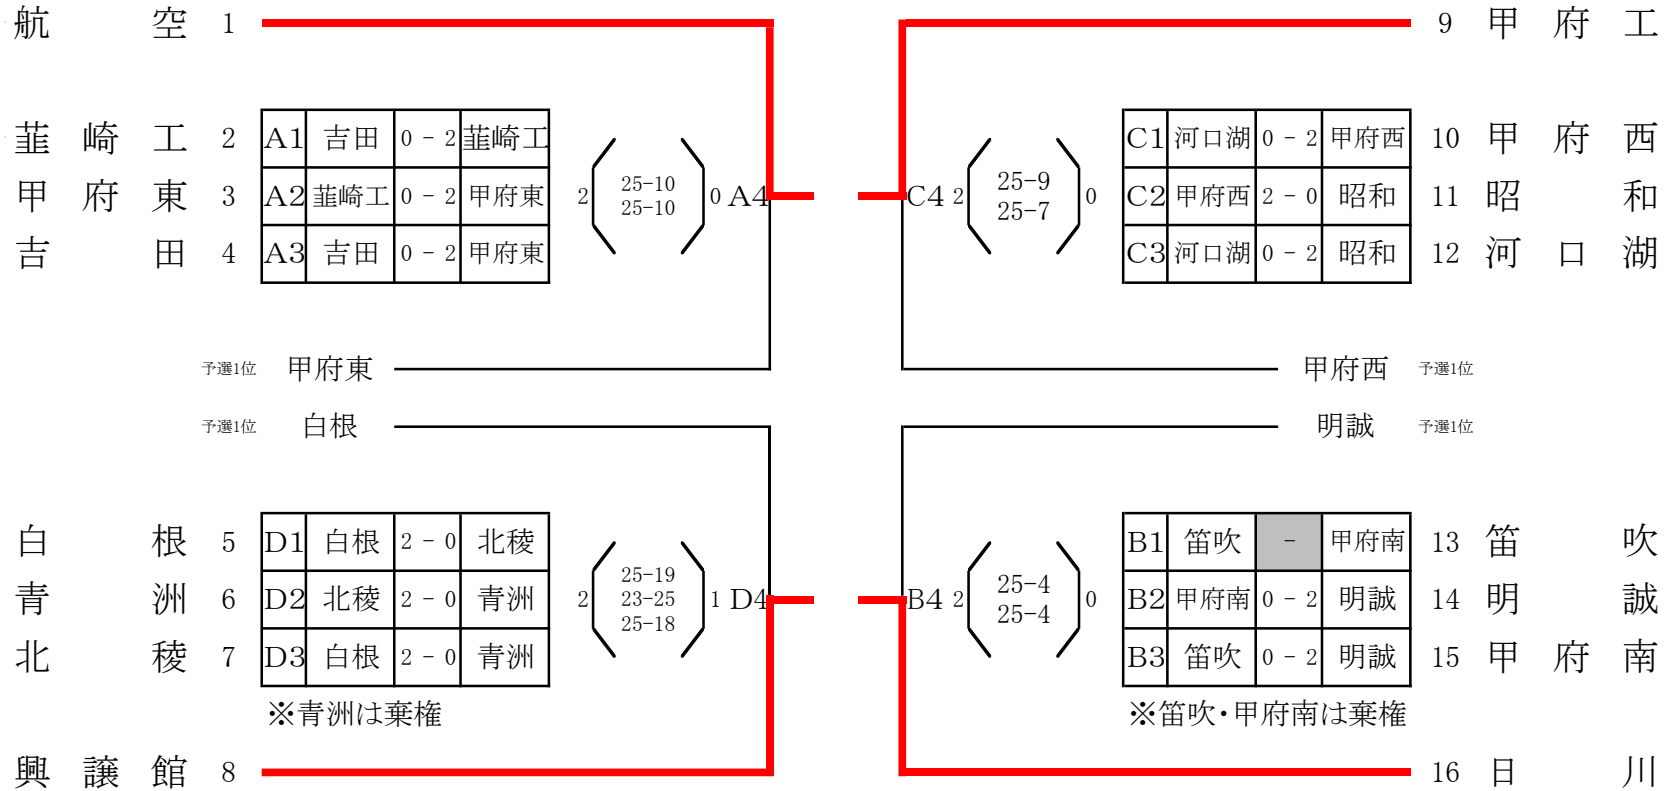 航空 1
9 甲府工
韮崎工 2 A1 吉田 0 - 2 韮崎工
C1 河口湖 0 - 2 甲府西 10 甲府西
甲府東 3 A2 韮崎工 0 - 2 甲府東
2 25-10 0 A4
25-10
C4 2 25-9 0
25-7
C2 甲府西 2 - 0 昭和 11 昭和
吉田 4 A3 吉田 0 - 2 甲府東
C3 河口湖 0 - 2 昭和 12 河口湖
予選1位 甲府東
甲府西 予選1位
予選1位 白根
明誠 予選1位
白根 5 D1 白根 2 - 0 北稜
B1 笛吹 - 甲府南 13 笛吹
青洲 6 D2 北稜 2 - 0 青洲
25-19
2 23-25 1 D4
25-18
B4 2 25-4 0
25-4
B2 甲府南 0 - 2 明誠 14 明誠
北稜 7 D3 白根 2 - 0 青洲
B3 笛吹 0 - 2 明誠 15 甲府南
※青洲は棄権
※笛吹・甲府南は棄権
興譲館 8
16 日川